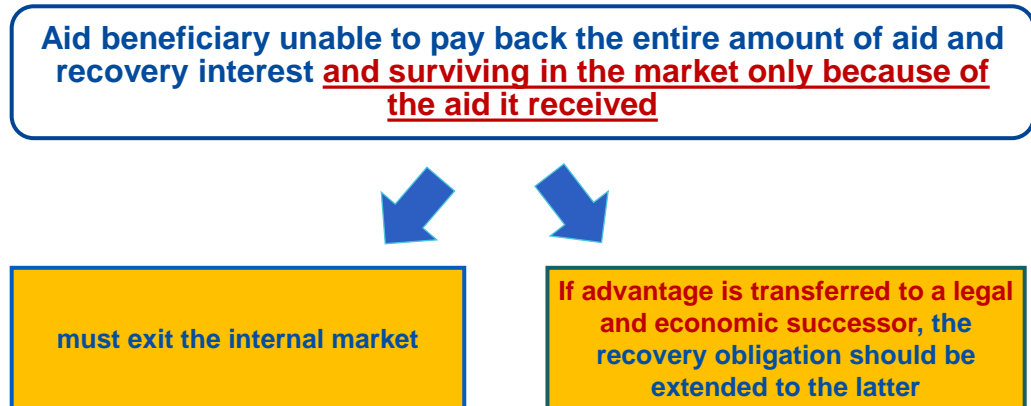 Aid beneficiary unable to pay back the entire amount of aid and
recovery interest and surviving in the market only because of
the aid it received
must exit the internal market
If advantage is transferred to a legal
and economic successor, the
recovery obligation should be
extended to the latter